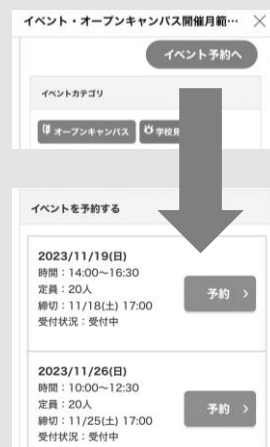 イベント・オープンキャンパス開催月範…
イベント予約へ
イベントカテゴリ
オープンキャンパス 学校見
イベントを予約する
2023/11/19(日)
時間：14:00～16:30
定員：20人
締切：11/18(土) 17:00
受付状況：受付中
予約
2023/11/26(日)
時間：10:00～12:30
定員：20人
締切：11/25(土) 17:00
受付状況：受付中
予約